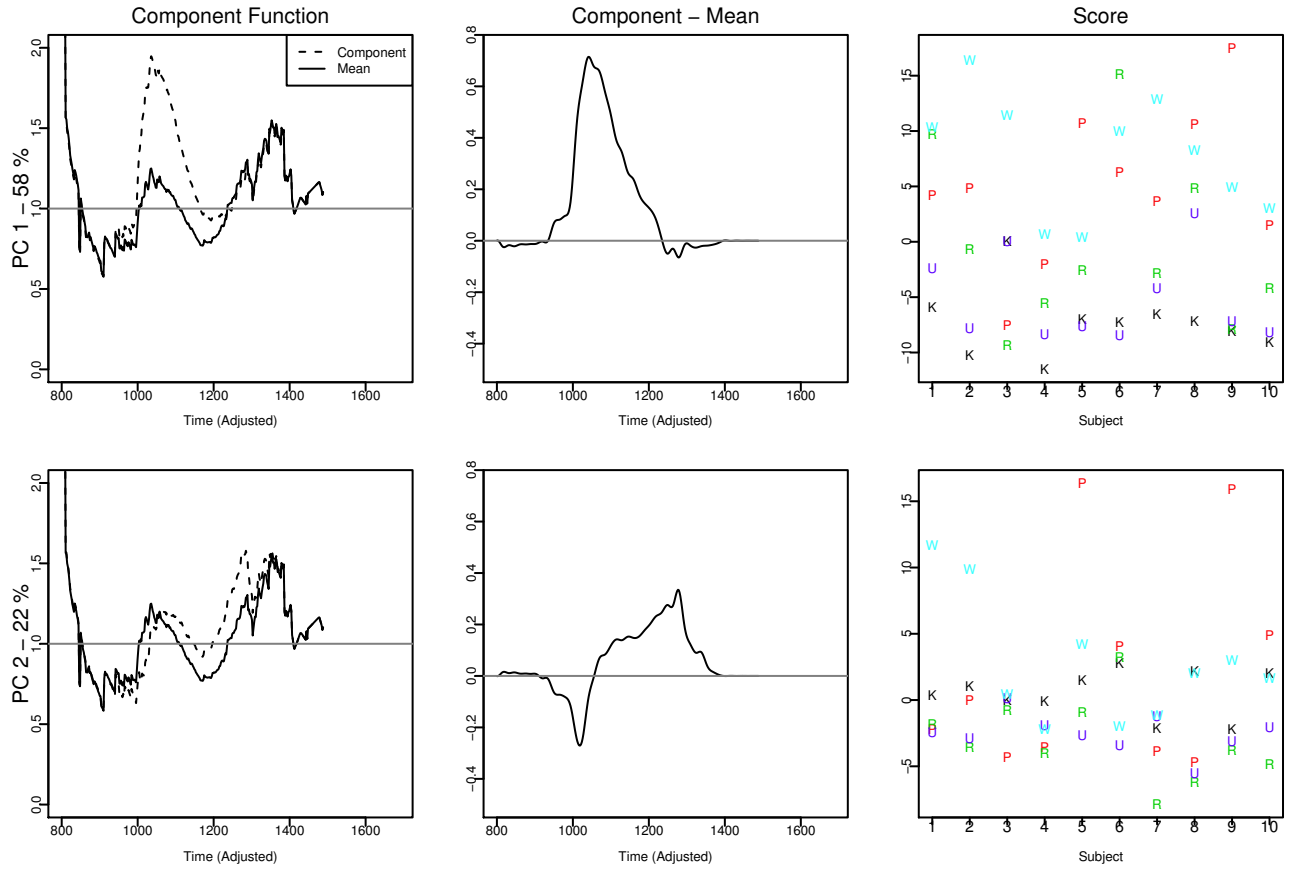 Component Function
Component – Mean
Score
PC 1 – 58 %
0.0 0.5 1.0 1.5 2.0
Component
Mean
800 1000 1200 1400 1600
Time (Adjusted)
−0.4 −0.2 0.0 0.2 0.4 0.6 0.8
800 1000 1200 1400 1600
Time (Adjusted)
−10 −5 0 5 10 15
W R P U K
W P R U K
W U K P R
W P R U K
P W R K U
R W P K U
W P R U K
P W R U K
P W U R K
W P R U K
1 2 3 4 5 6 7 8 9 10
Subject
PC 2 – 22 %
0.0 0.5 1.0 1.5 2.0
800 1000 1200 1400 1600
Time (Adjusted)
−0.4 −0.2 0.0 0.2 0.4 0.6 0.8
800 1000 1200 1400 1600
Time (Adjusted)
−5 0 5 10 15
W K R P U
W K P U R
W U K R P
K U W P R
P W K R U
P R K W U
W U K P R
K W P U R
P W K U R
P K W U R
1 2 3 4 5 6 7 8 9 10
Subject